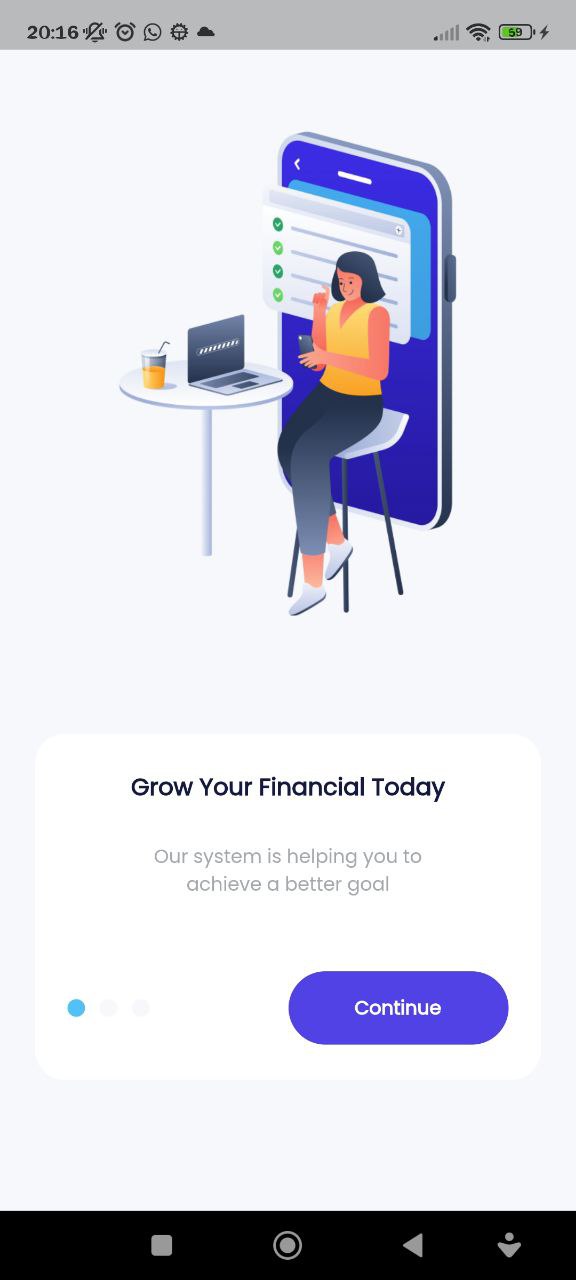 20:16
59
Grow Your Financial Today
Our system is helping you to
achieve a better goal
Continue